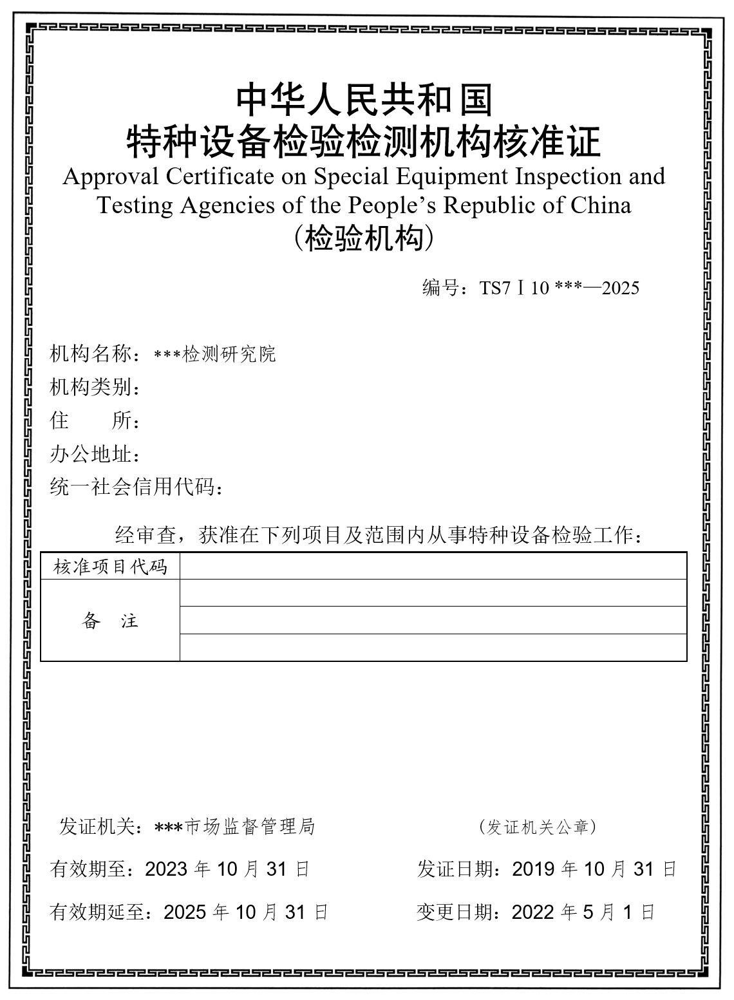 中华人民共和国
特种设备检验检测机构核准证
Approval Certificate on Special Equipment Inspection and
Testing Agencies of the People’s Republic of China
(检验机构)
编号：TS7Ⅰ10 ***—2025
机构名称：***检测研究院
机构类别：
住　　所：
办公地址：
统一社会信用代码：
经审查，获准在下列项目及范围内从事特种设备检验工作：
核准项目代码
备　注
发证机关：***市场监督管理局　（发证机关公章）
有效期至：2023 年 10 月 31 日　发证日期：2019 年 10 月 31 日
有效期延至：2025 年 10 月 31 日　变更日期：2022 年 5 月 1 日